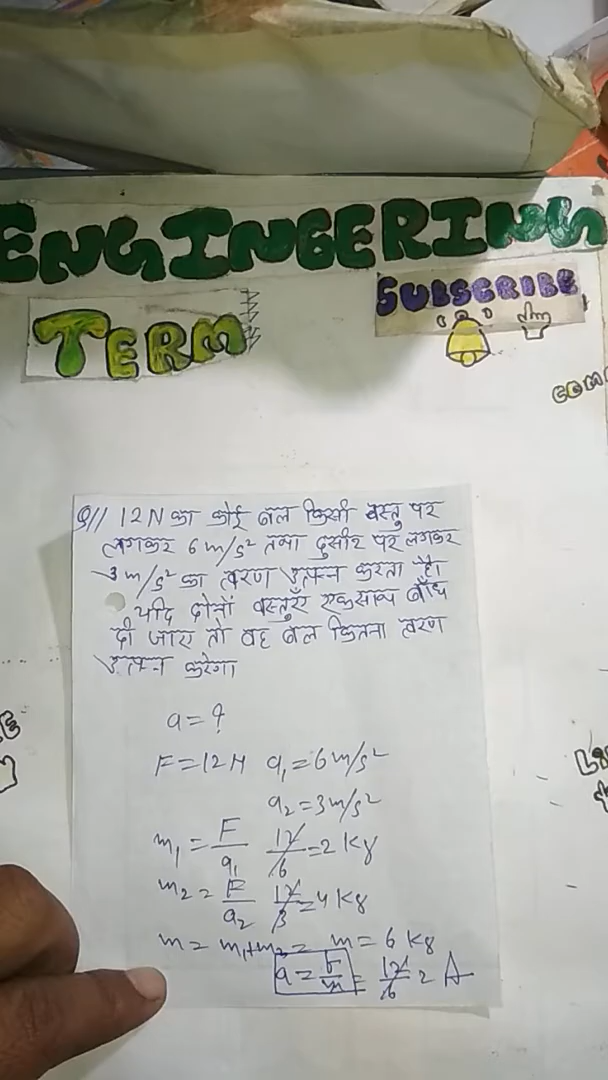 ENGINEERING
SUBSCRIBE
TERM
COM
Q// 12N का कोई बल किसी वस्तु पर
लगकर 6 m/s² तथा दुसरि पर लगकर
3 m/s² का त्वरण उत्पन्न करता है।
यदि दोनों वस्तुएँ एकसाथ बाँध
दी जाए तो वह बल कितना त्वरण
उत्पन्न करेगा
a = ?
F = 12 N a₁ = 6 m/s²
a₂ = 3 m/s²
m₁ = F/a₁ 12/6 = 2 kg
m₂ = F/a₂ 12/3 = 4 kg
m = m₁+m₂ = m = 6 kg
a = F/m = 12/6 2 A